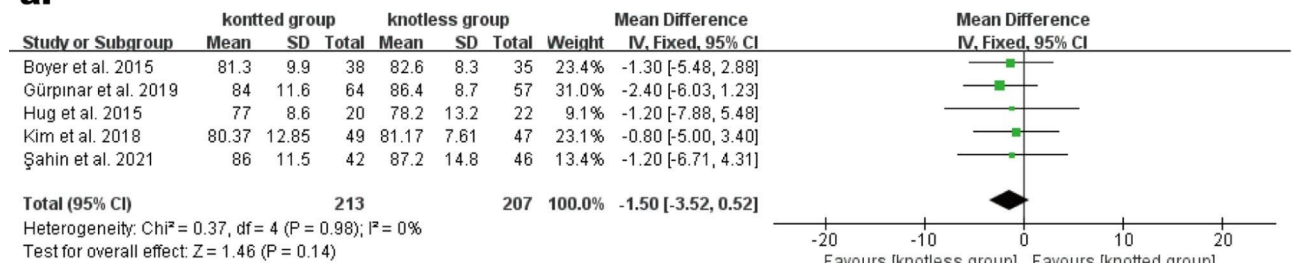 a.
kontted group knotless group Mean Difference Mean Difference
Study or Subgroup Mean SD Total Mean SD Total Weight IV, Fixed, 95% CI IV, Fixed, 95% CI
Boyer et al. 2015 81.3 9.9 38 82.6 8.3 35 23.4% -1.30 [-5.48, 2.88]
Gürpınar et al. 2019 84 11.6 64 86.4 8.7 57 31.0% -2.40 [-6.03, 1.23]
Hug et al. 2015 77 8.6 20 78.2 13.2 22 9.1% -1.20 [-7.88, 5.48]
Kim et al. 2018 80.37 12.85 49 81.17 7.61 47 23.1% -0.80 [-5.00, 3.40]
Şahin et al. 2021 86 11.5 42 87.2 14.8 46 13.4% -1.20 [-6.71, 4.31]
Total (95% CI) 213 207 100.0% -1.50 [-3.52, 0.52]
Heterogeneity: Chi² = 0.37, df = 4 (P = 0.98); I² = 0%
Test for overall effect: Z = 1.46 (P = 0.14)
-20 -10 0 10 20
Favours [knotless group] Favours [knotted group]